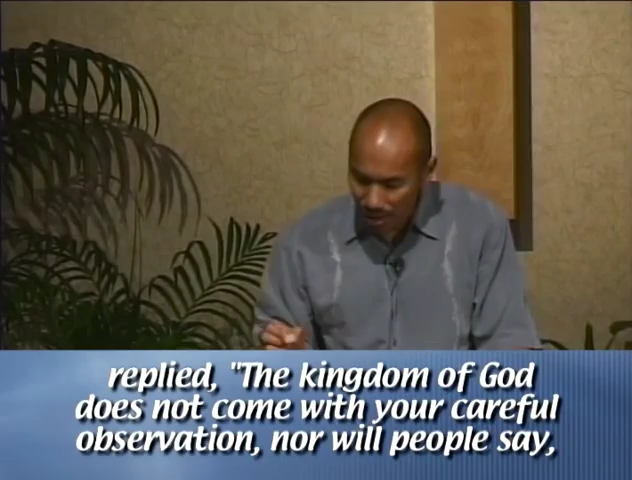 replied, "The kingdom of God
does not come with your careful
observation, nor will people say,